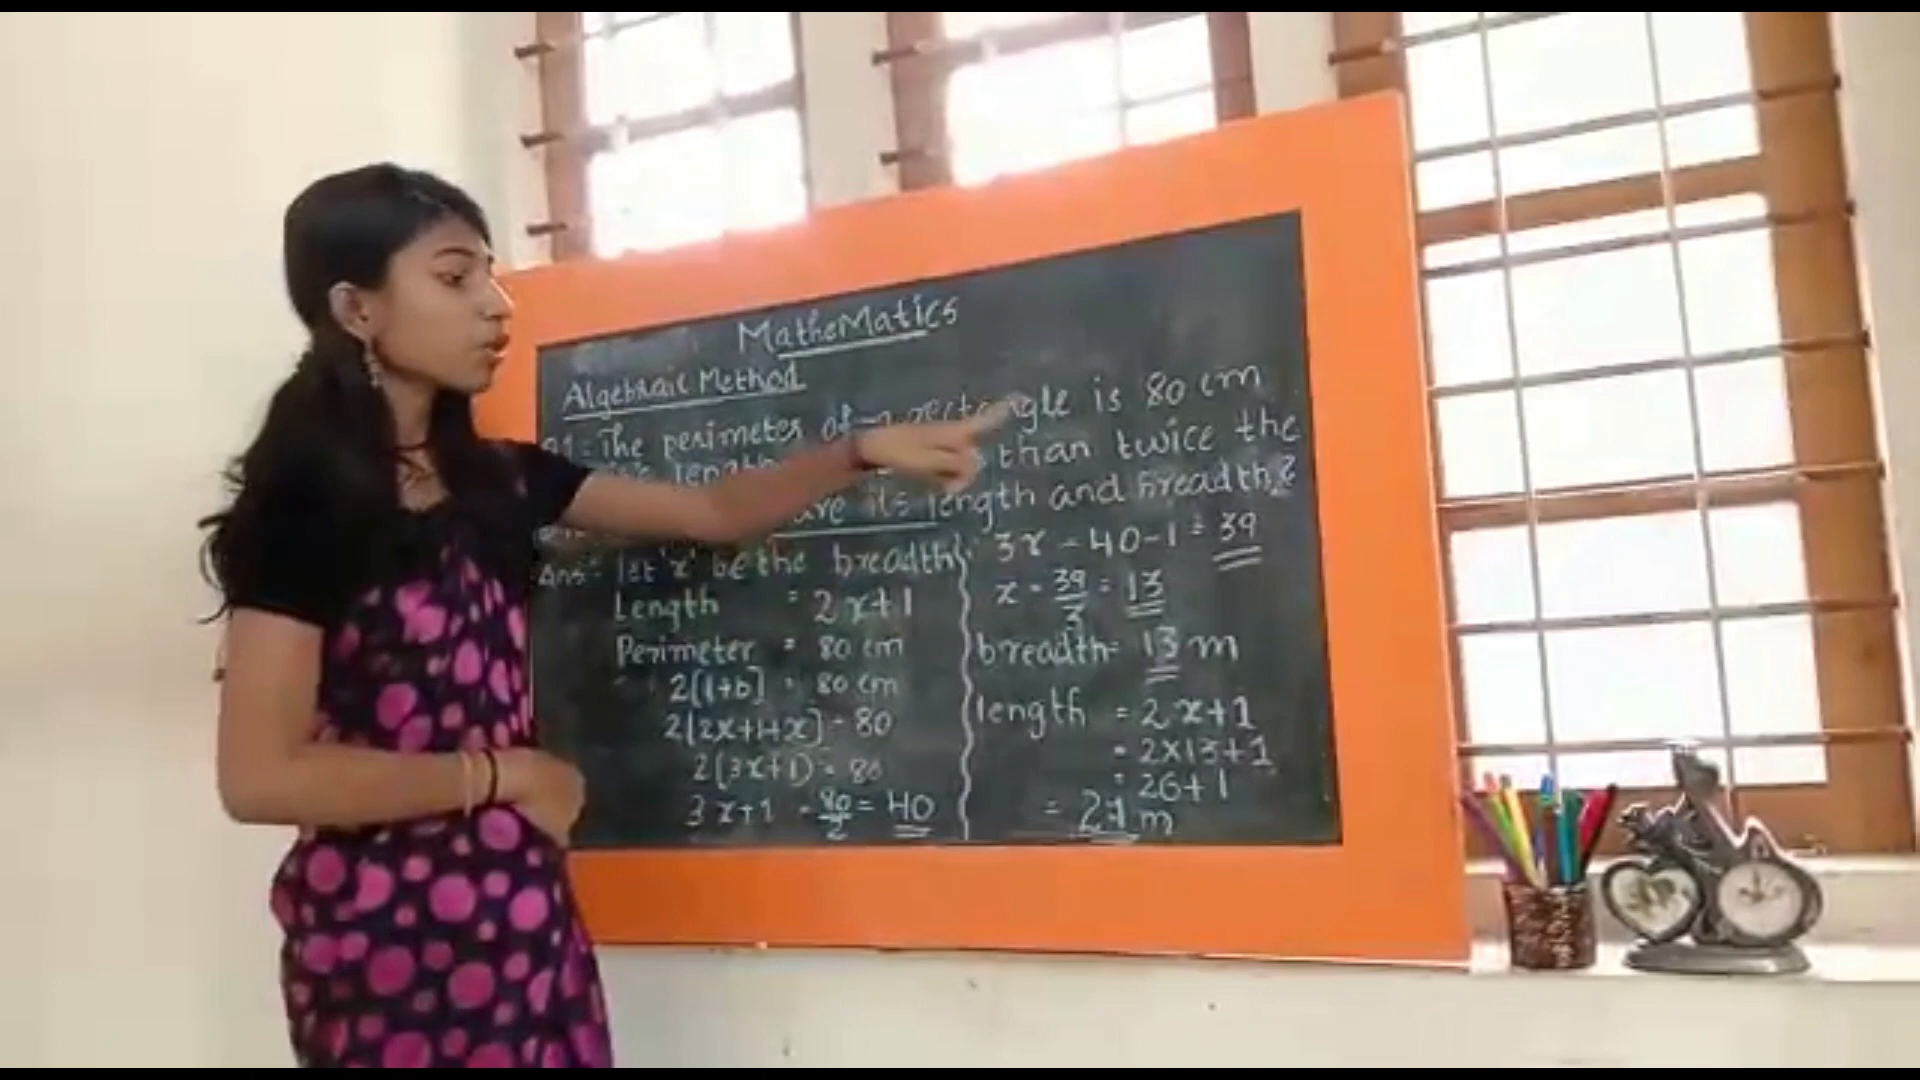 MatheMatics
Algebraic Method
Q1:- The perimeter of rectangle is 80 cm
length than twice the
are its length and breadth?
Ans:- let 'x' be the breadth
Length = 2x+1
Perimeter = 80 cm
2[l+b] = 80 cm
2[2x+1+x] = 80
2(3x+1) = 80
3x+1 = 80/2 = 40
3x = 40-1 = 39
x = 39/3 = 13
breadth = 13 m
length = 2x+1
= 2x13+1
= 26+1
= 27 m